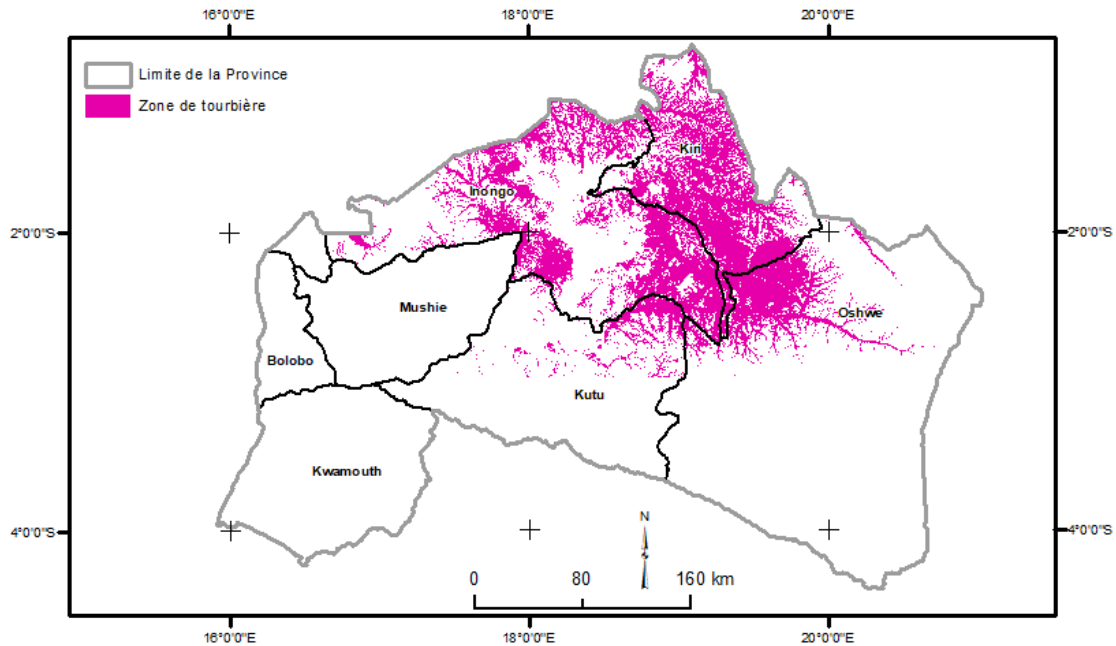 16°0'0"E 18°0'0"E 20°0'0"E
Limite de la Province
Zone de tourbière
Kiri
Inongo
2°0'0"S 2°0'0"S
Mushie
Oshwe
Bolobo
Kutu
Kwamouth
4°0'0"S 4°0'0"S
N
0 80 160 km
16°0'0"E 18°0'0"E 20°0'0"E